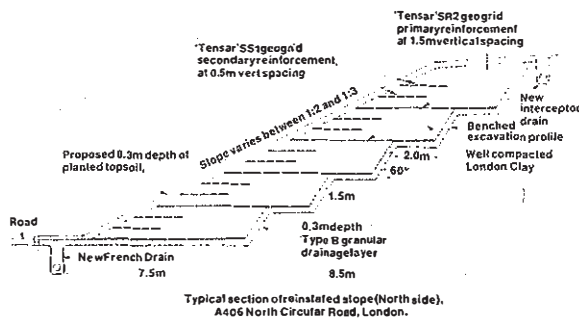 'Tensar'SR2 geogrid
primary reinforcement
at 1.5m vertical spacing
'Tensar'SS1 geogrid
secondary reinforcement,
at 0.5m vert spacing
Slope varies between 1:2 and 1:3
New
interceptor
drain
Benched
excavation profile
Well compacted
London Clay
2.0m
60°
Proposed 0.3m depth of
planted topsoil,
1.5m
0.3m depth
Type B granular
drainage layer
Road
New French Drain
7.5m
8.5m
Typical section of reinstated slope (North side),
A406 North Circular Road, London.